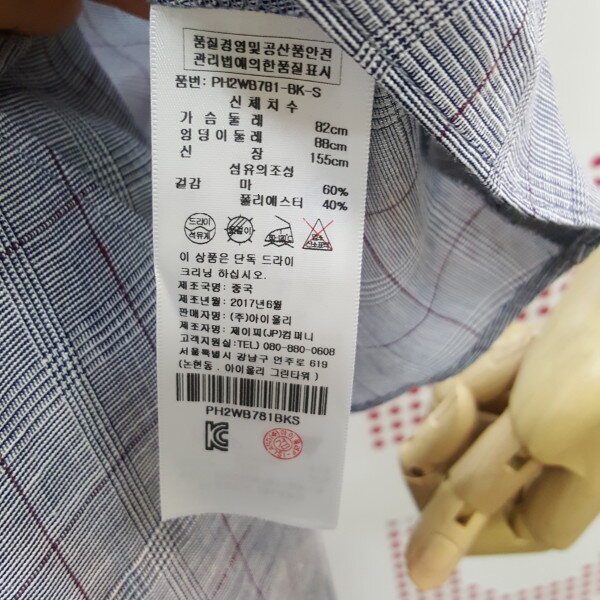 품질경영및공산품안전
관리법에의한품질표시
품번: PH2WB781-BK-S
신체치수
가슴둘레 82cm
엉덩이둘레 88cm
신장 155cm
섬유의조성
겉감 마 60%
폴리에스터 40%
드라이
석유계
이 상품은 단독 드라이
크리닝 하십시오.
제조국명: 중국
제조년월: 2017년6월
판매자명: (주)아이올리
제조자명: 제이피(JP)컴퍼니
고객지원실:TEL) 080-880-0608
서울특별시 강남구 언주로 619
(논현동. 아이올리 그린타워)
PH2WB781BKS